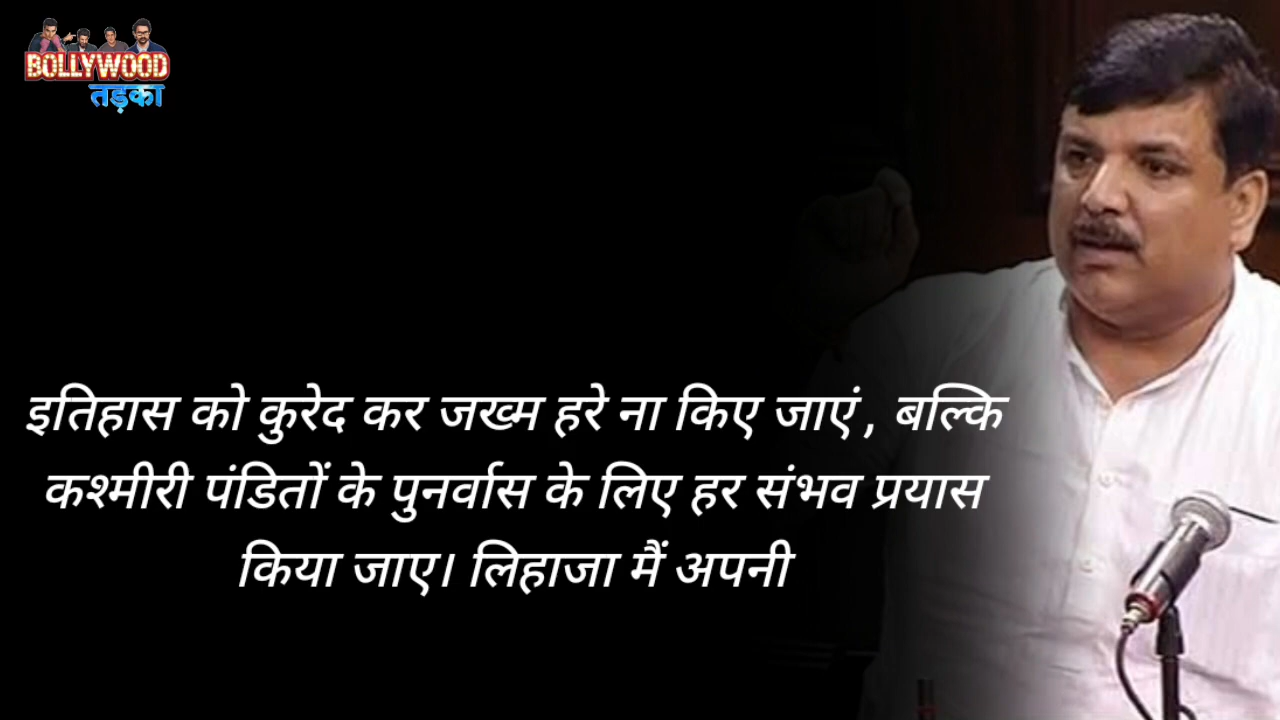 BOLLYWOOD
तड़का
इतिहास को कुरेद कर जख्म हरे ना किए जाएं , बल्कि
कश्मीरी पंडितों के पुनर्वास के लिए हर संभव प्रयास
किया जाए। लिहाजा मैं अपनी